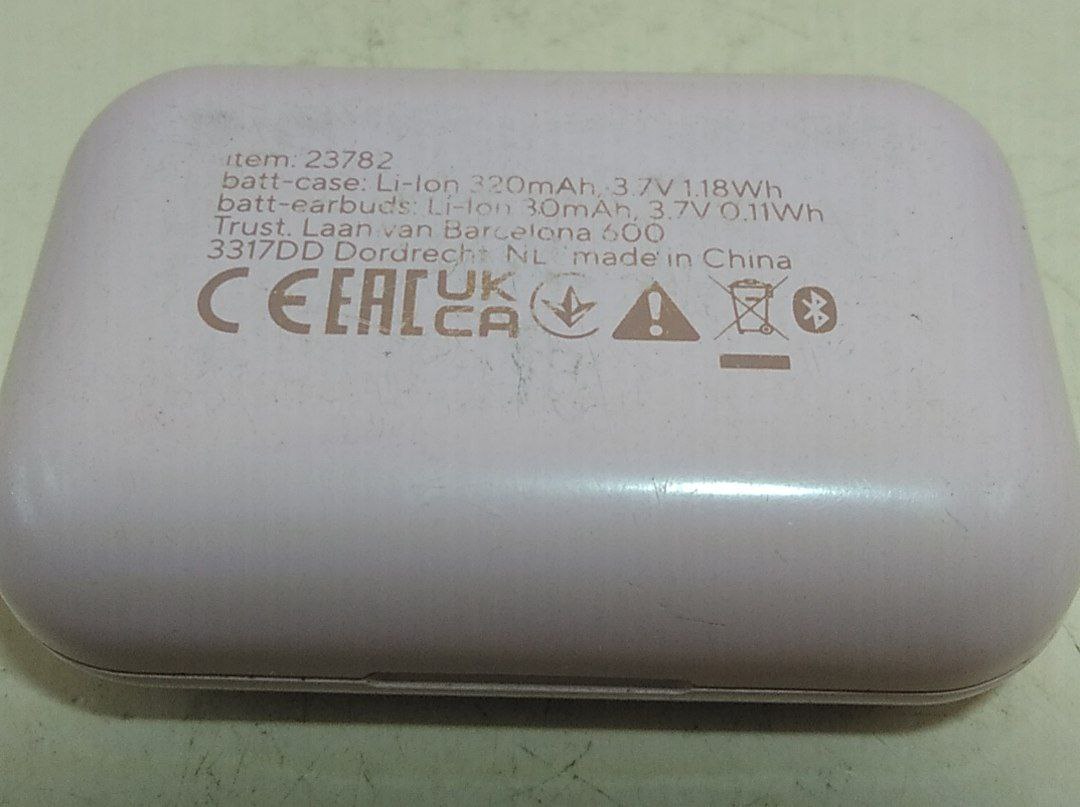 item: 23782
batt-case: Li-Ion 320mAh, 3.7V 1.18Wh
batt-earbuds: Li-Ion 30mAh, 3.7V 0.11Wh
Trust. Laan van Barcelona 600
3317DD Dordrecht NL made in China
CE EAC UK CA